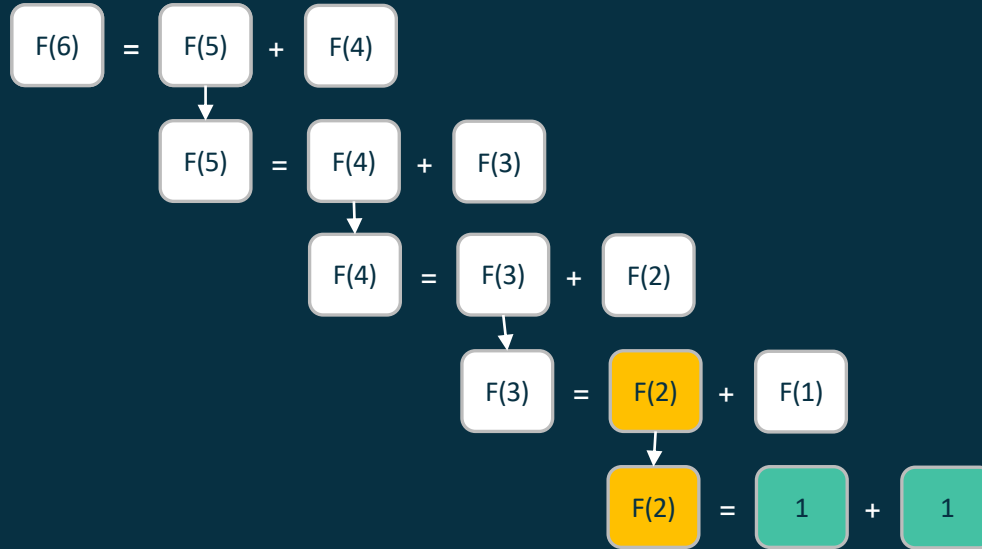 F(6) = F(5) + F(4)
F(5) = F(4) + F(3)
F(4) = F(3) + F(2)
F(3) = F(2) + F(1)
F(2) = 1 + 1